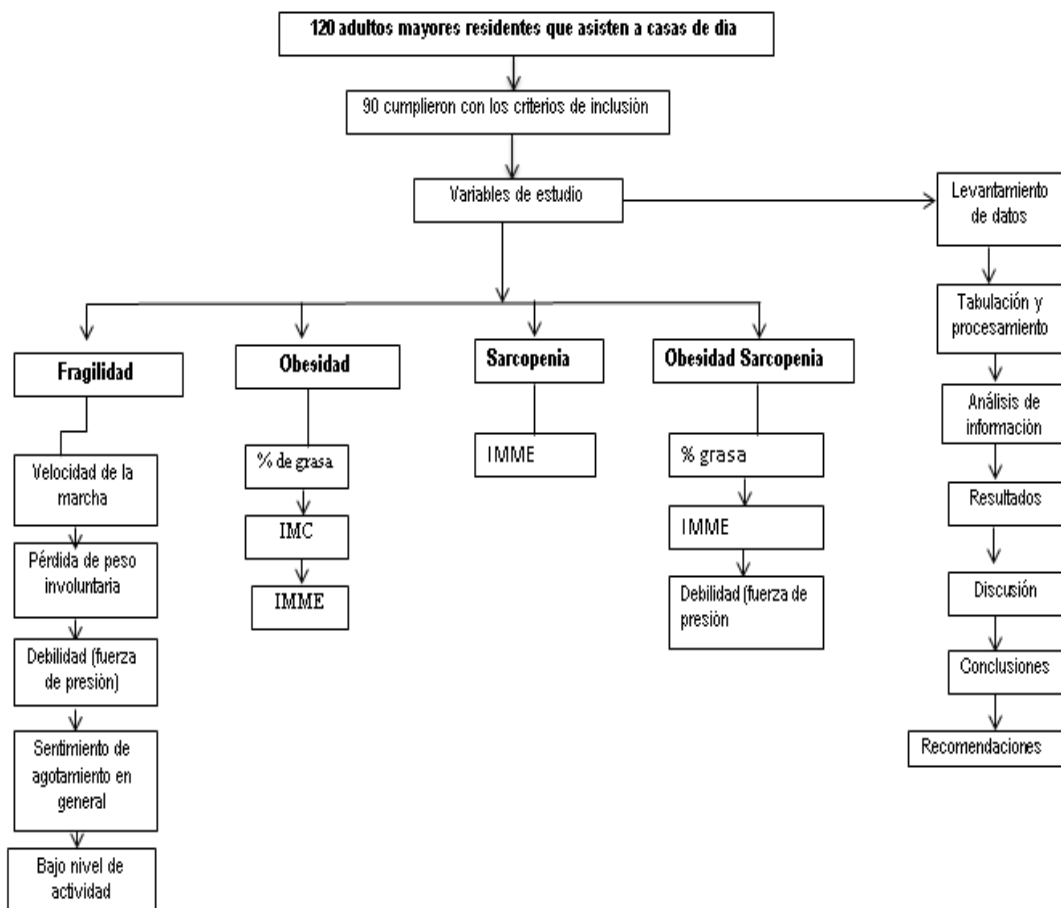 120 adultos mayores residentes que asisten a casas de dia
90 cumplieron con los criterios de inclusión
Variables de estudio
Levantamiento
de datos
Tabulación y
procesamiento
Análisis de
información
Resultados
Discusión
Conclusiones
Recomendaciones
Fragilidad
Velocidad de la
marcha
Pérdida de peso
involuntaria
Debilidad (fuerza
de presión)
Sentimiento de
agotamiento en
general
Bajo nivel de
actividad
Obesidad
% de grasa
IMC
IMME
Sarcopenia
IMME
Obesidad Sarcopenia
% grasa
IMME
Debilidad (fuerza de
presión